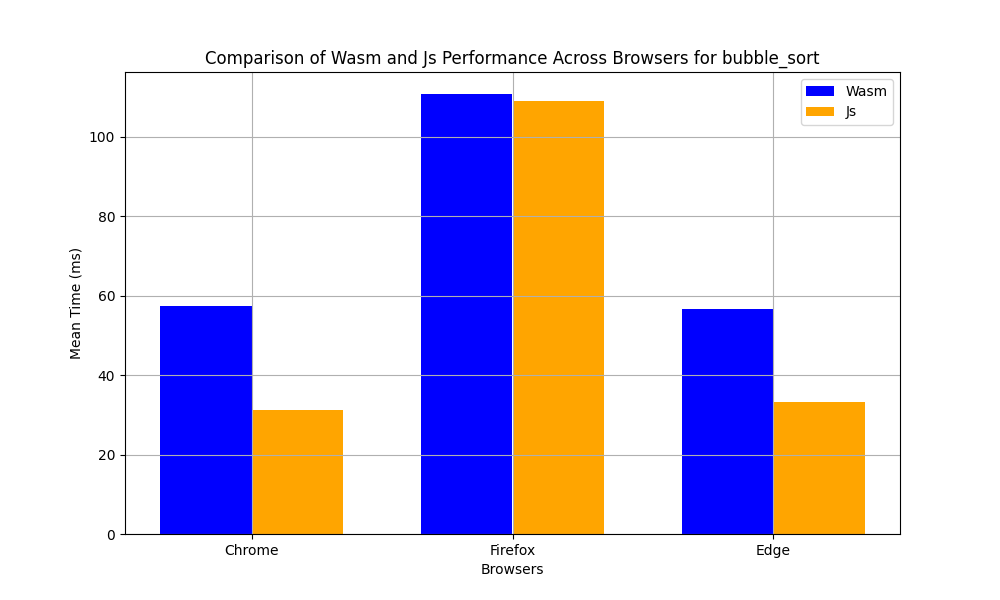 Comparison of Wasm and Js Performance Across Browsers for bubble_sort
Wasm
Js
Mean Time (ms)
100
80
60
40
20
0
Chrome
Firefox
Edge
Browsers